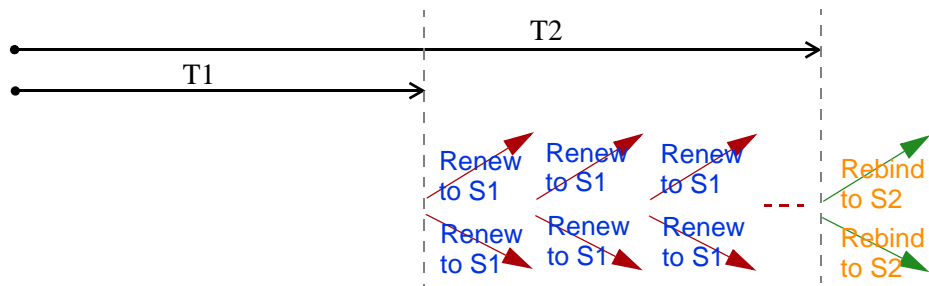 T2
T1
Renew
to S1
Renew
to S1
Renew
to S1
Rebind
to S2
Renew
to S1
Renew
to S1
Renew
to S1
Rebind
to S2